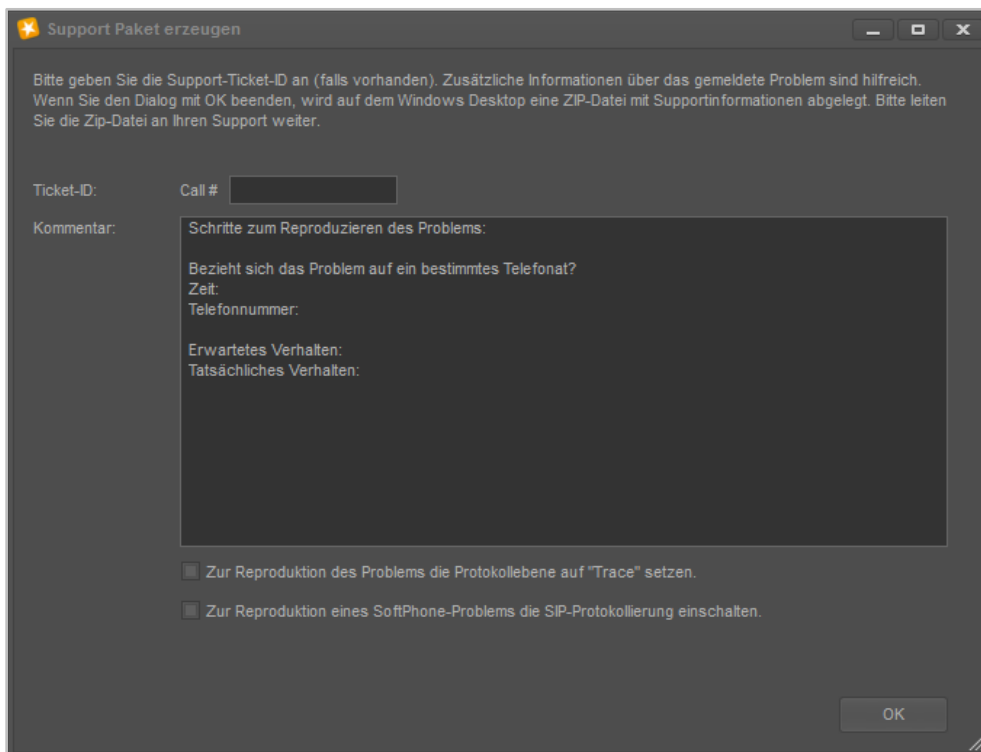 Support Paket erzeugen
Bitte geben Sie die Support-Ticket-ID an (falls vorhanden). Zusätzliche Informationen über das gemeldete Problem sind hilfreich.
Wenn Sie den Dialog mit OK beenden, wird auf dem Windows Desktop eine ZIP-Datei mit Supportinformationen abgelegt. Bitte leiten
Sie die Zip-Datei an Ihren Support weiter.
Ticket-ID: Call #
Kommentar:
Schritte zum Reproduzieren des Problems:
Bezieht sich das Problem auf ein bestimmtes Telefonat?
Zeit:
Telefonnummer:
Erwartetes Verhalten:
Tatsächliches Verhalten:
Zur Reproduktion des Problems die Protokollebene auf "Trace" setzen.
Zur Reproduktion eines SoftPhone-Problems die SIP-Protokollierung einschalten.
OK